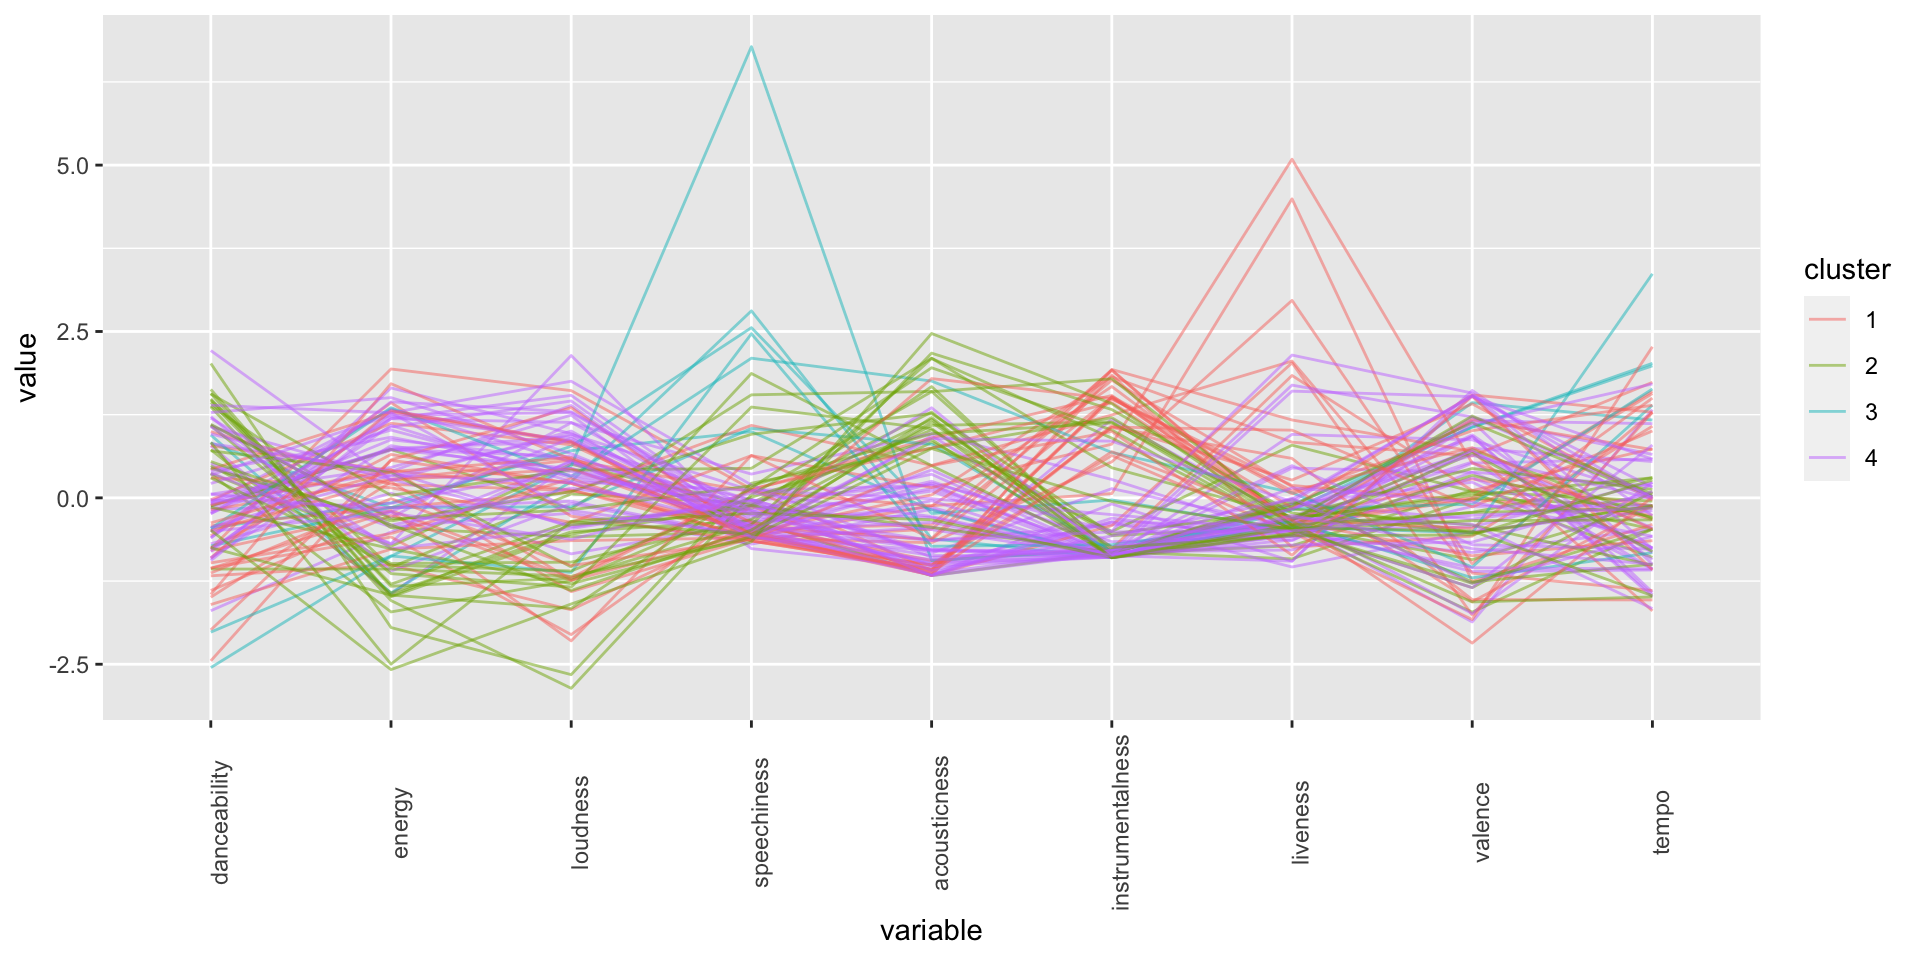 5.0
2.5
0.0
-2.5
value
danceability
energy
loudness
speechiness
acousticness
instrumentalness
liveness
valence
tempo
variable
cluster
1
2
3
4